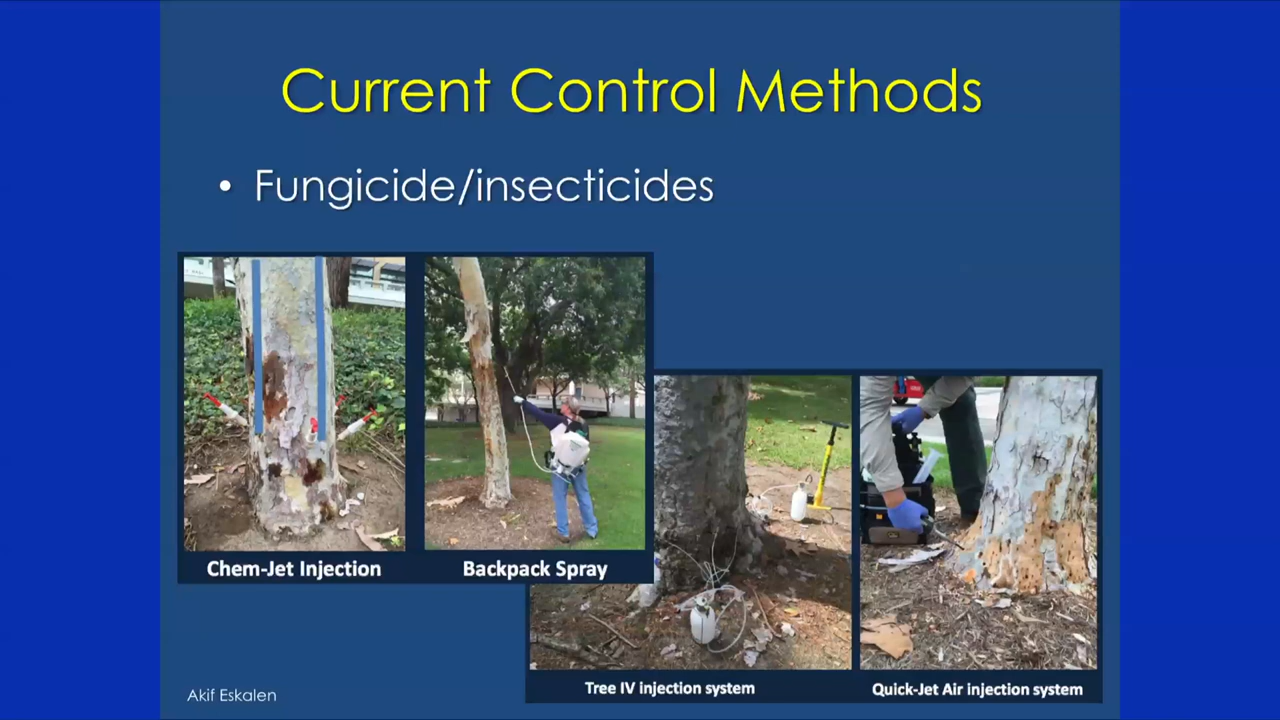 Current Control Methods
• Fungicide/insecticides
Chem-Jet Injection
Backpack Spray
Tree IV injection system
Quick-Jet Air injection system
Akif Eskalen